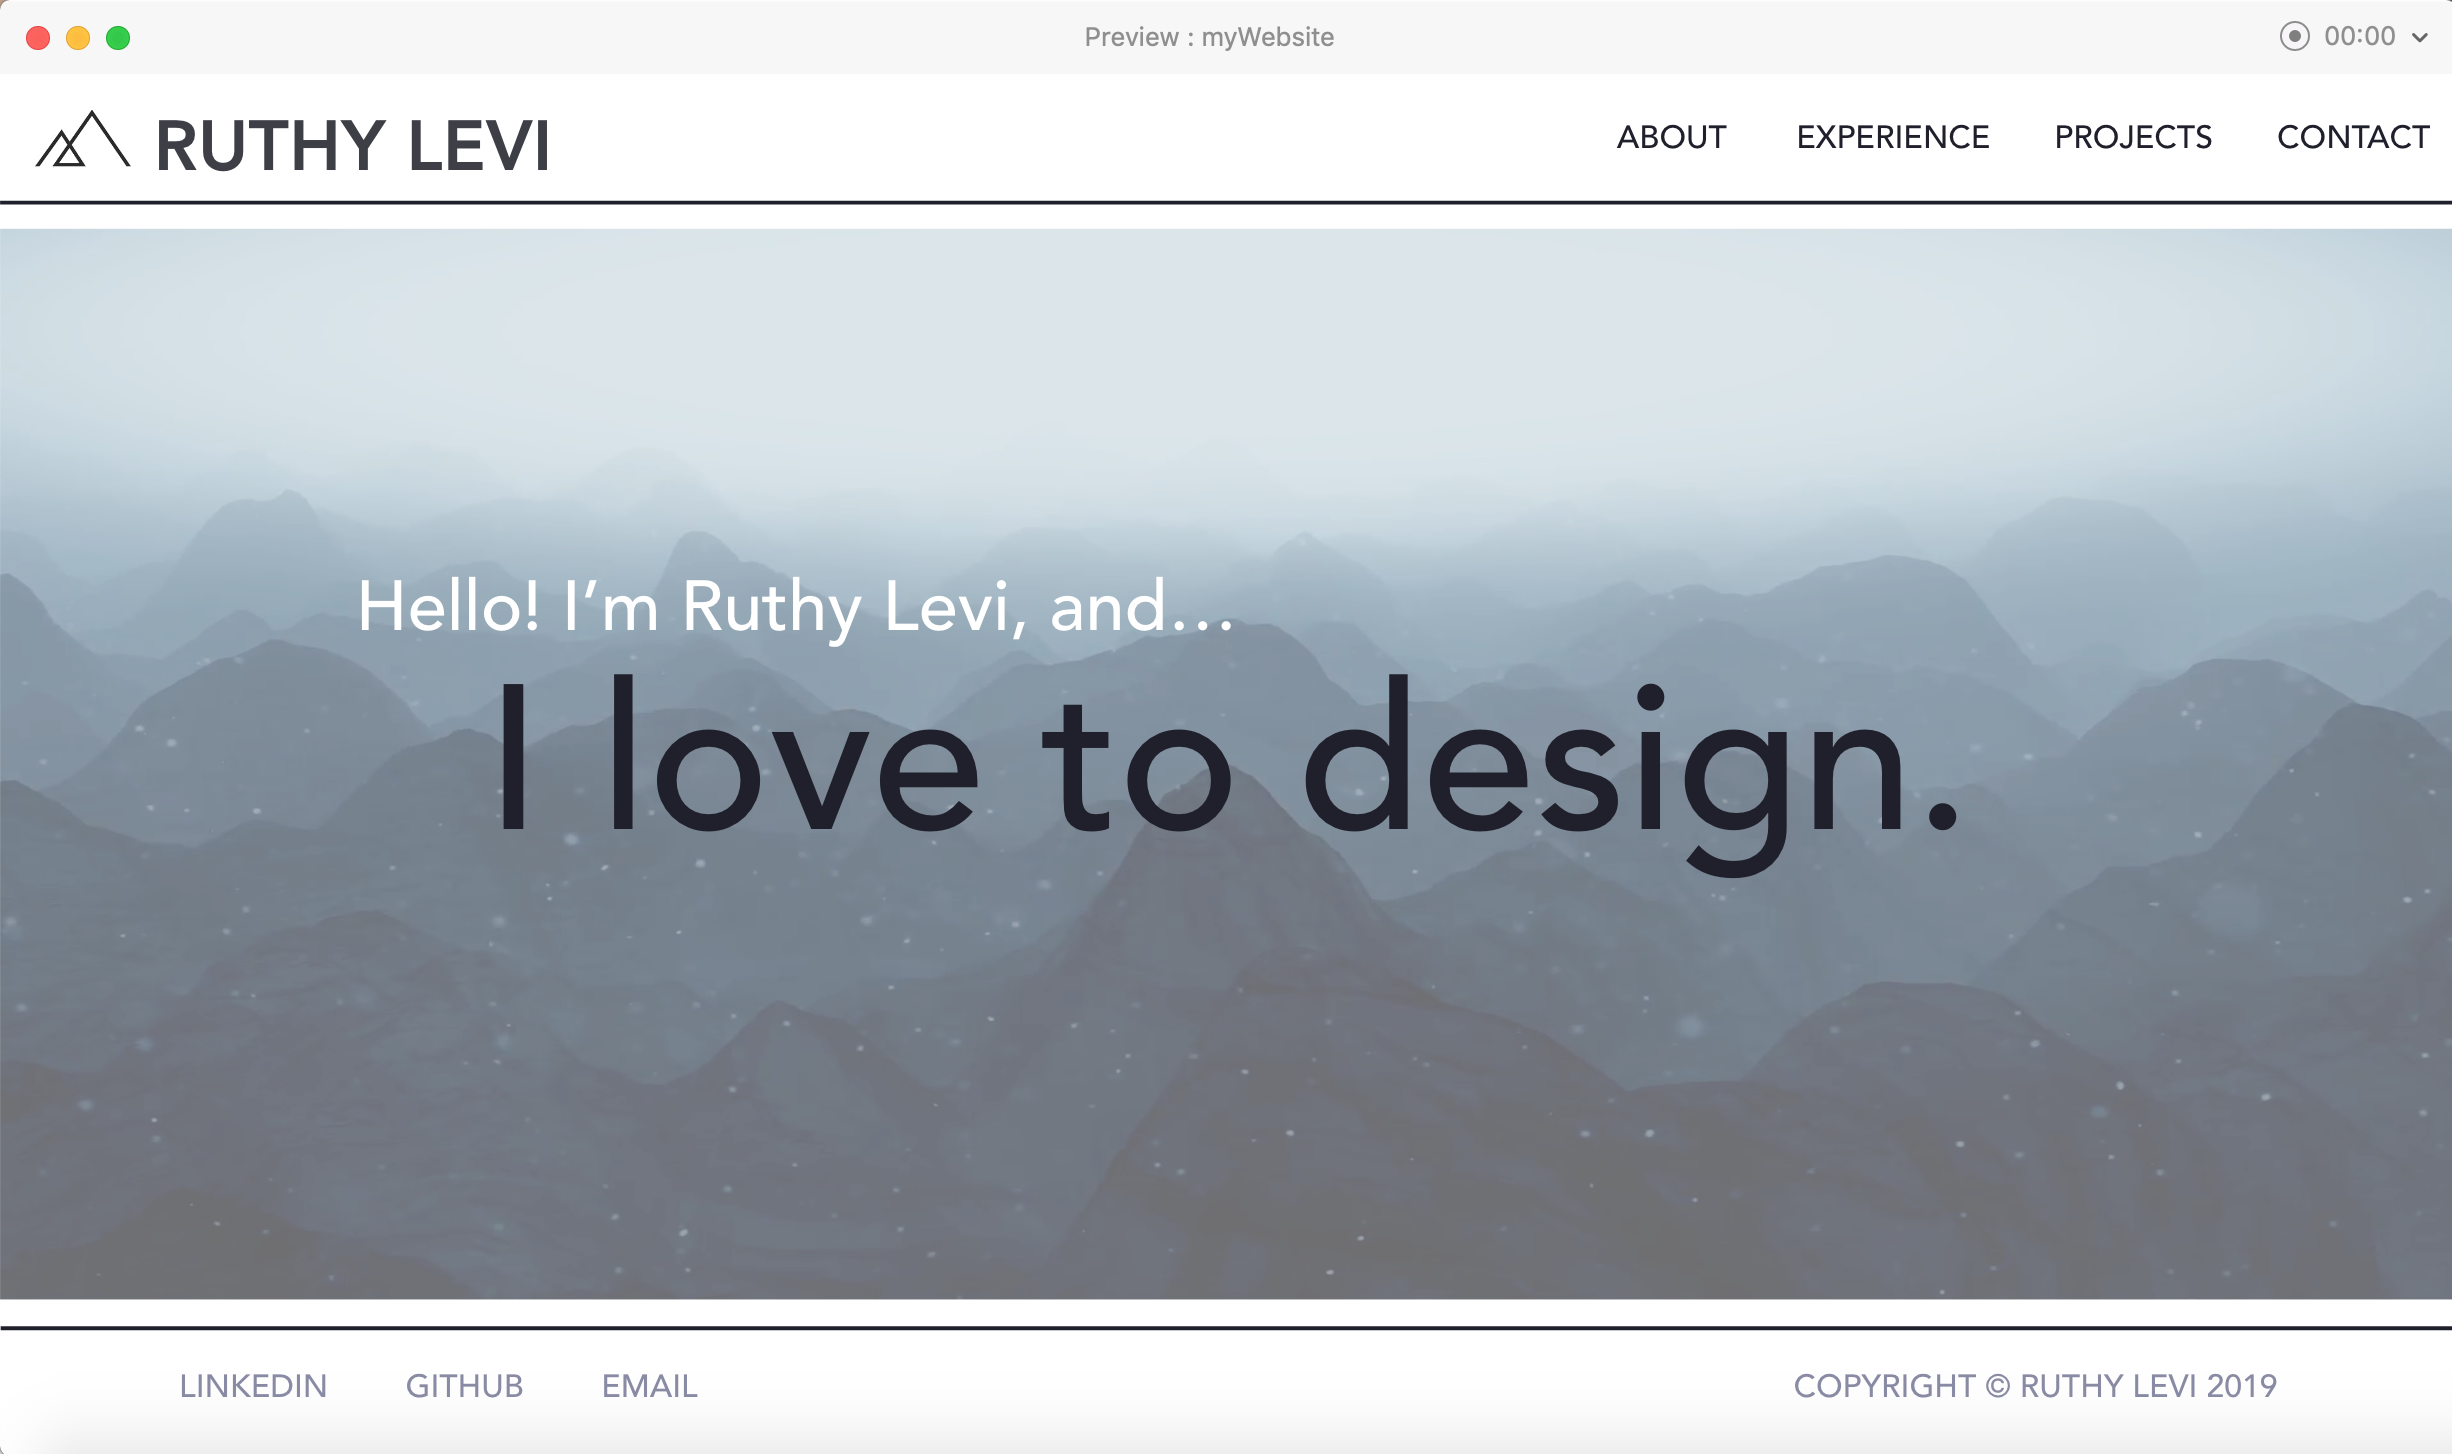 Preview : myWebsite
00:00
RUTHY LEVI
ABOUT EXPERIENCE PROJECTS CONTACT
Hello! I’m Ruthy Levi, and...
I love to design.
LINKEDIN GITHUB EMAIL
COPYRIGHT © RUTHY LEVI 2019